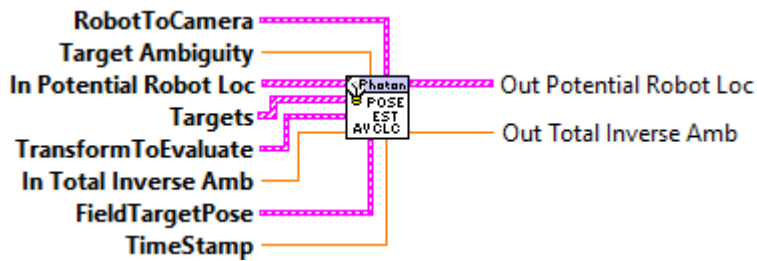 RobotToCamera
Target Ambiguity
In Potential Robot Loc
Targets
TransformToEvaluate
In Total Inverse Amb
FieldTargetPose
TimeStamp
Photon
POSE
EST
AVCLC
Out Potential Robot Loc
Out Total Inverse Amb